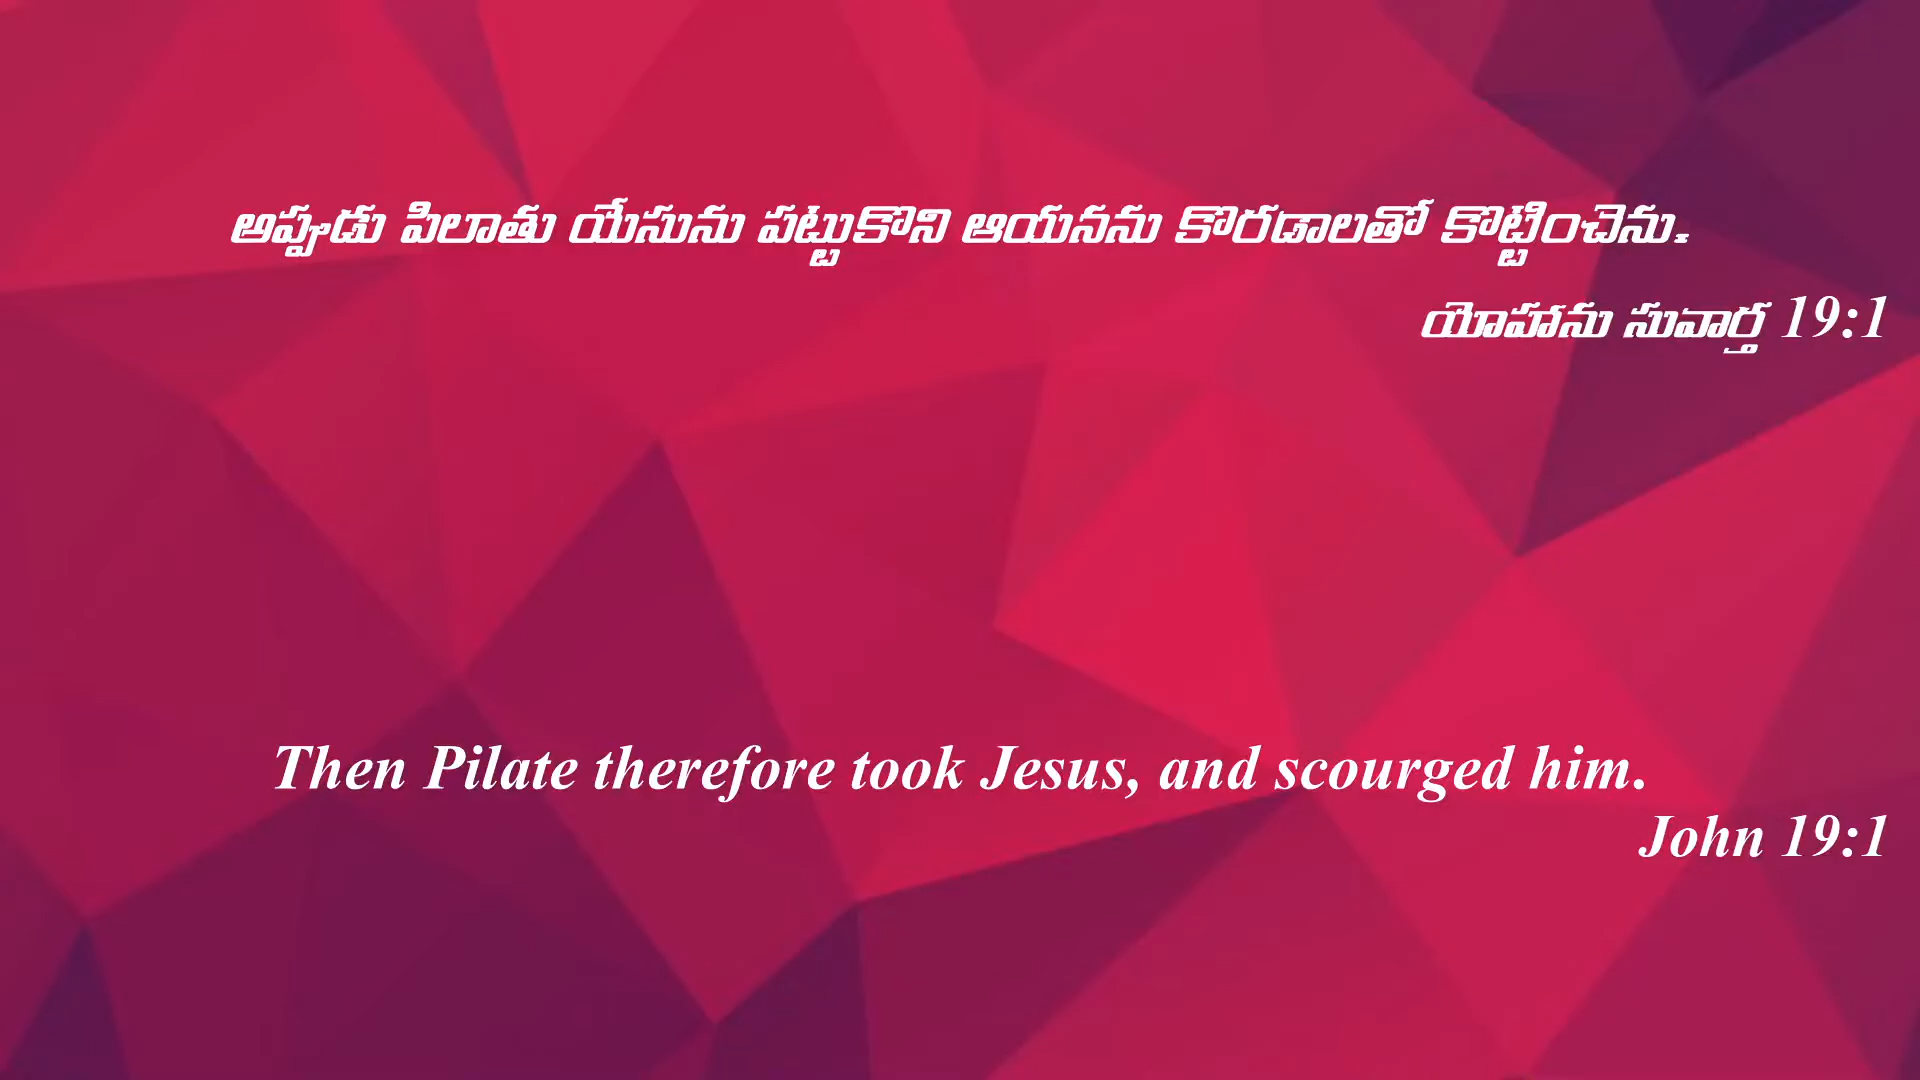 అప్పుడు పిలాతు యేసును పట్టుకొని ఆయనను కొరడాలతో కొట్టించెను.
యోహాను సువార్త 19:1
Then Pilate therefore took Jesus, and scourged him.
John 19:1